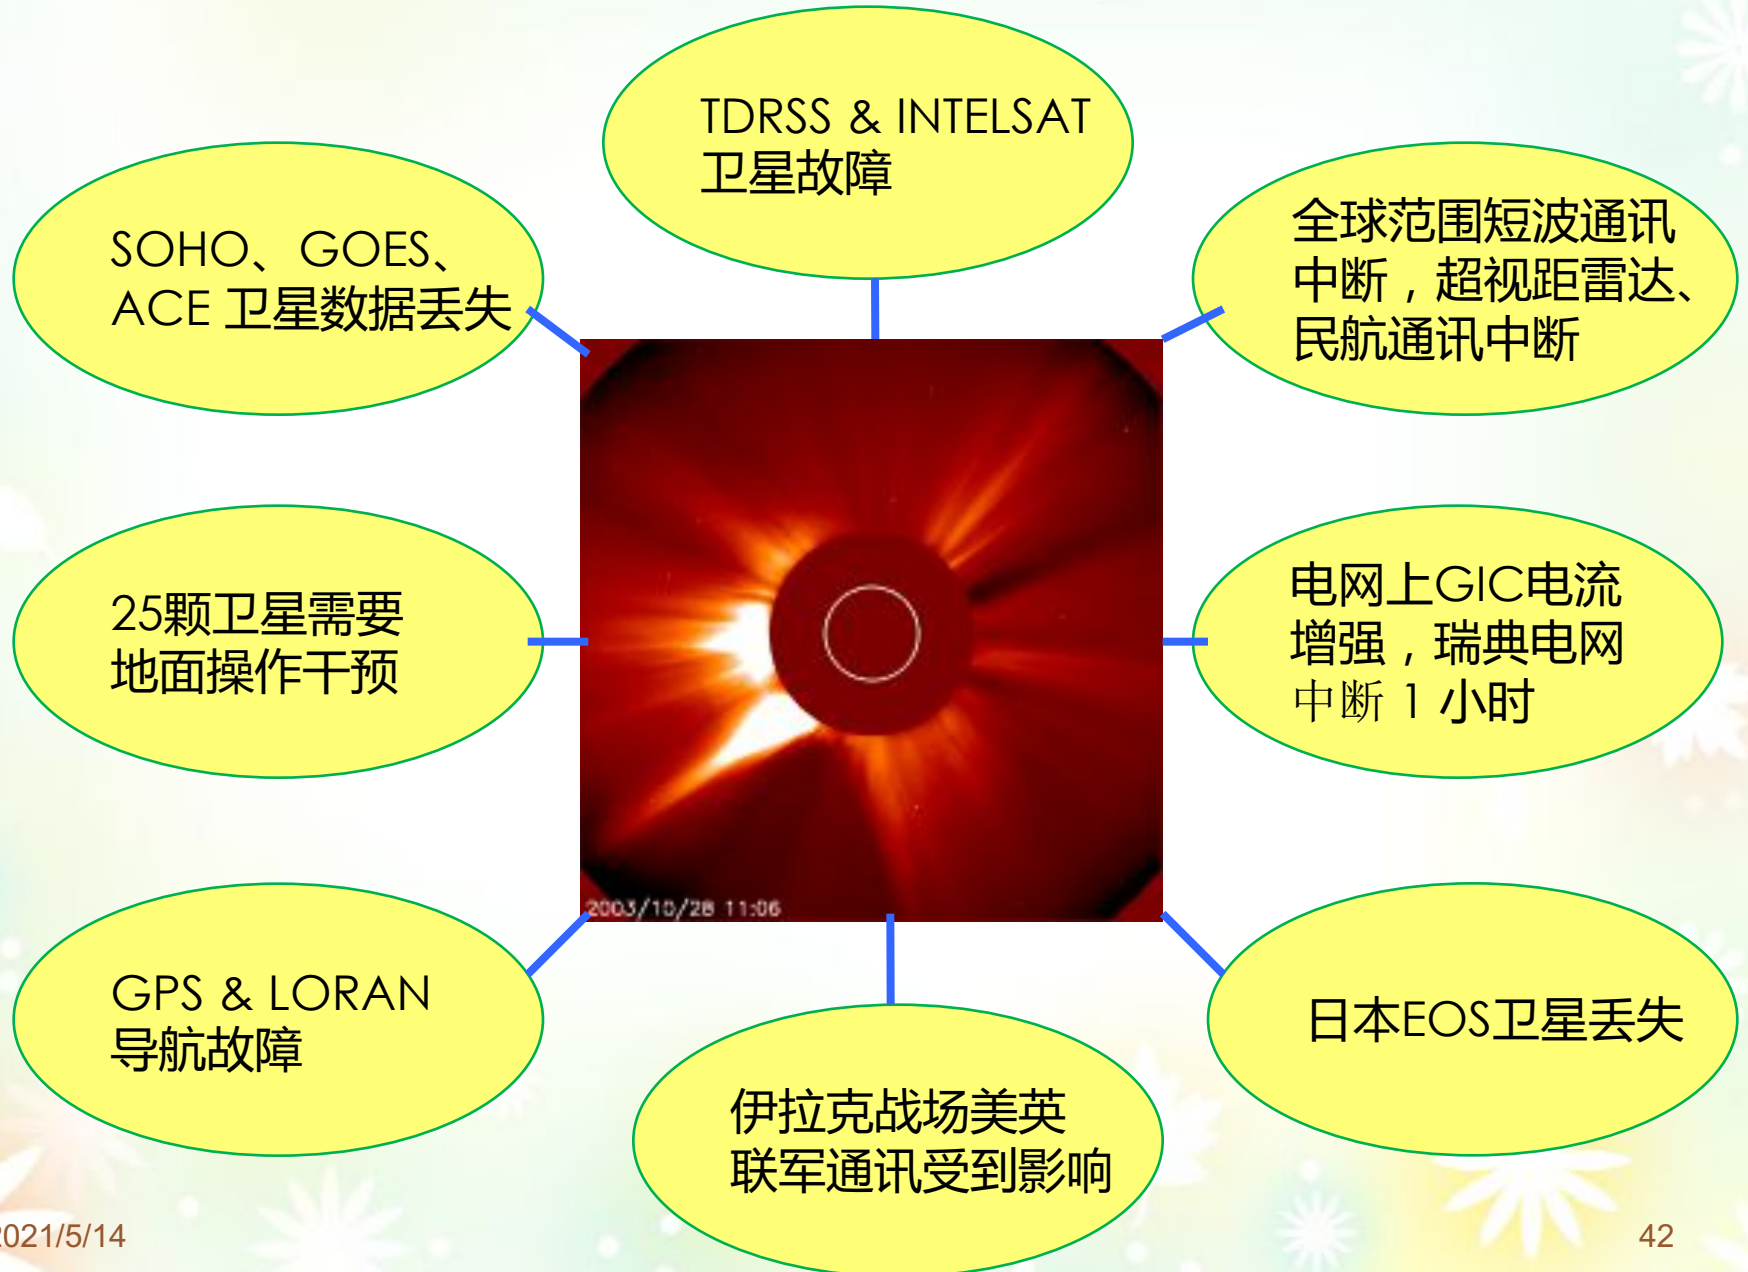 TDRSS & INTELSAT
卫星故障
SOHO、GOES、
ACE 卫星数据丢失
全球范围短波通讯
中断，超视距雷达、
民航通讯中断
25颗卫星需要
地面操作干预
电网上GIC电流
增强，瑞典电网
中断 1 小时
2003/10/28 11:06
GPS & LORAN
导航故障
日本EOS卫星丢失
伊拉克战场美英
联军通讯受到影响
2021/5/14
42